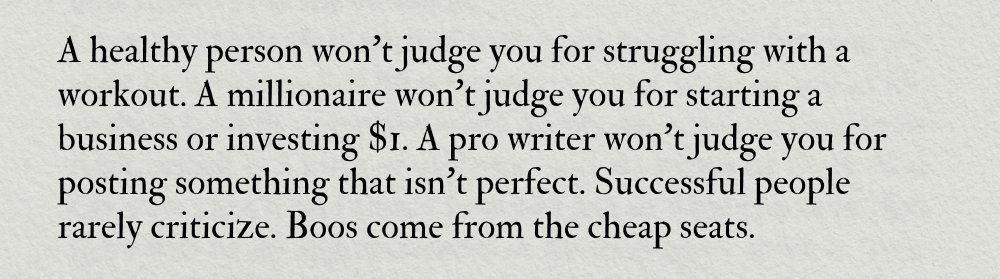 A healthy person won't judge you for struggling with a
workout. A millionaire won't judge you for starting a
business or investing $1. A pro writer won't judge you for
posting something that isn't perfect. Successful people
rarely criticize. Boos come from the cheap seats.